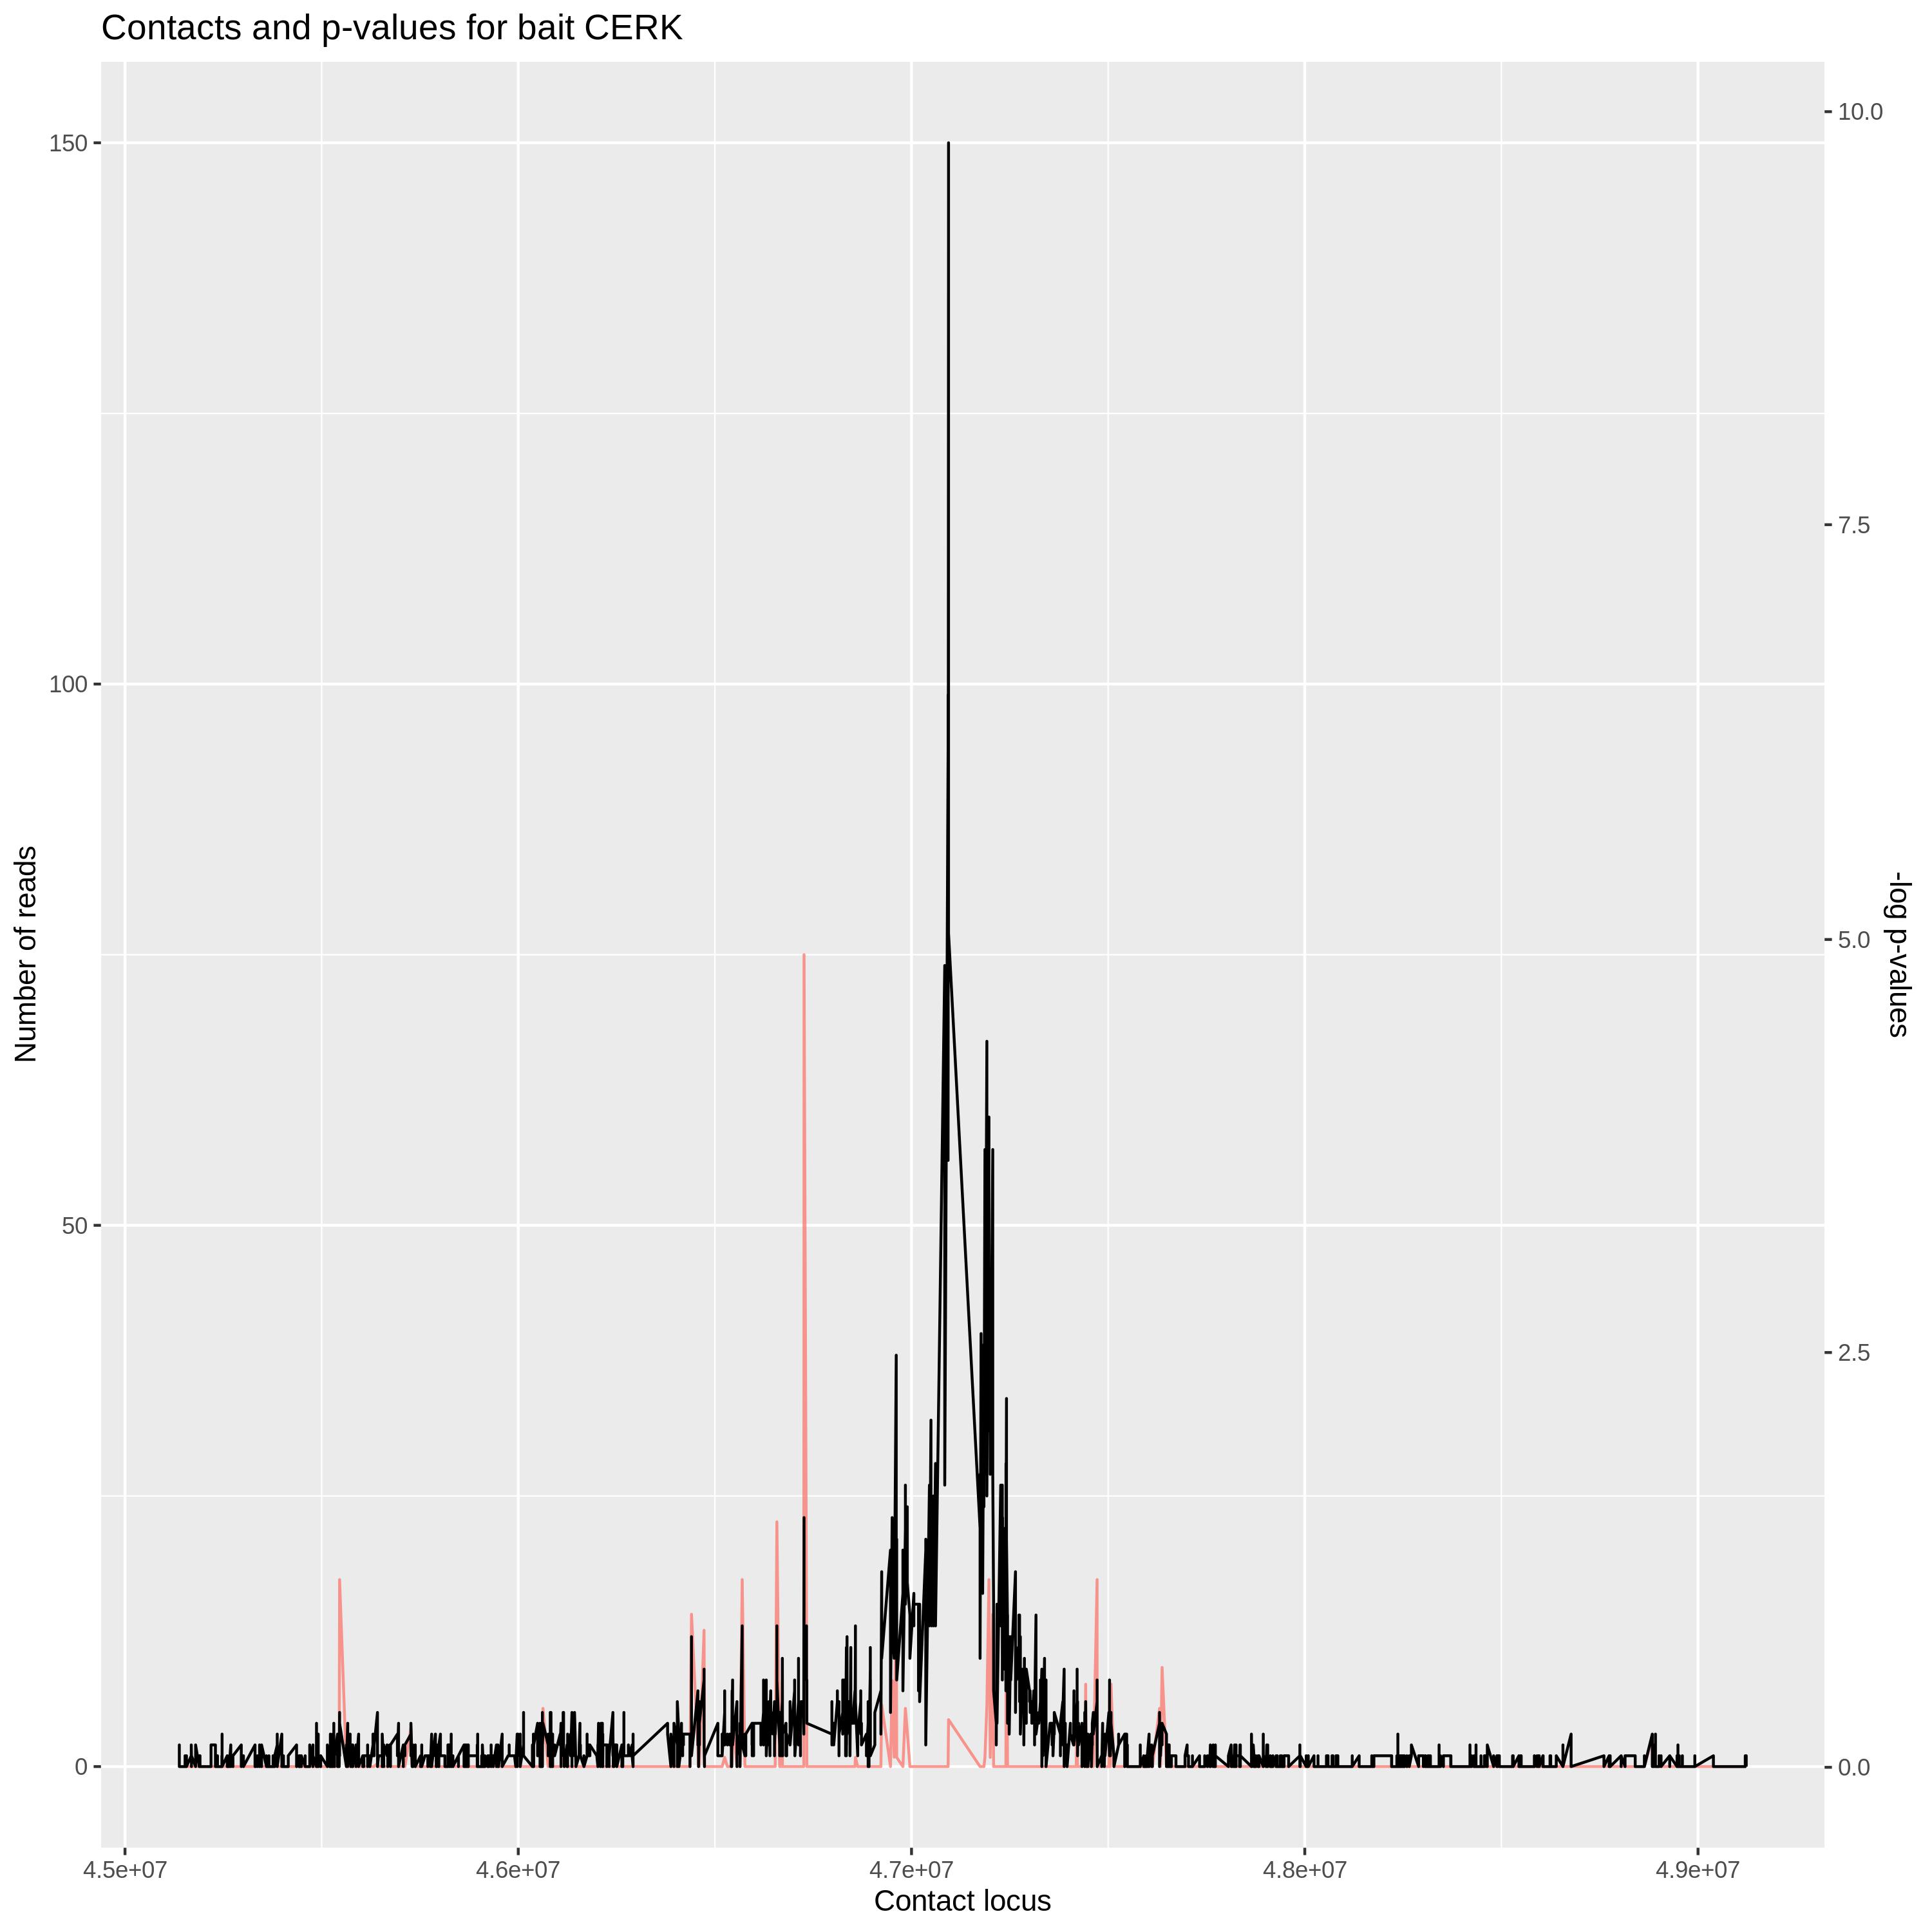 Contacts and p-values for bait CERK
150
100
50
0
Number of reads
10.0
7.5
5.0
2.5
0.0
-log p-values
4.5e+07
4.6e+07
4.7e+07
4.8e+07
4.9e+07
Contact locus